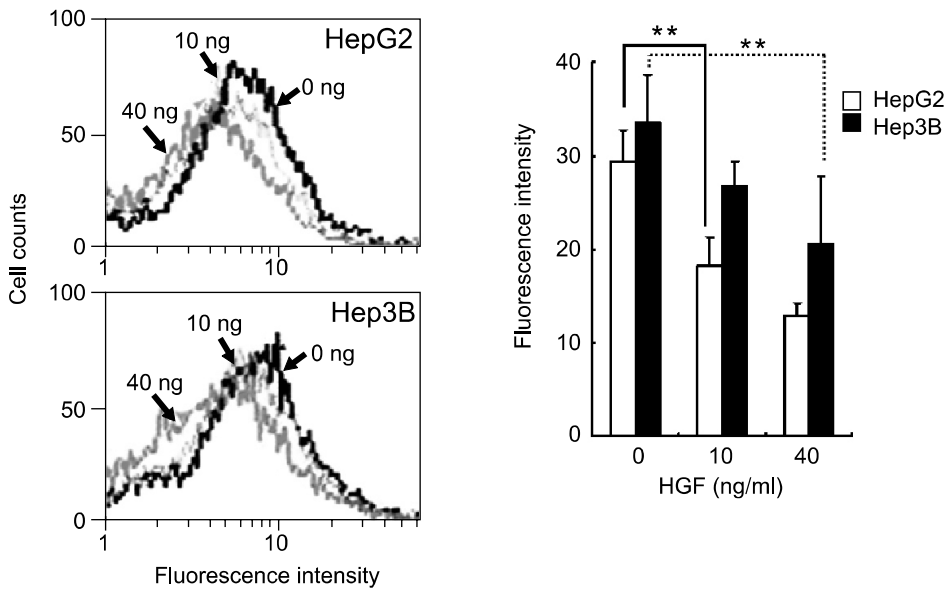 100
50
0
Cell counts
HepG2
10 ng
0 ng
40 ng
1
10
100
50
0
Hep3B
10 ng
0 ng
40 ng
1
10
Fluorescence intensity
**
**
40
30
20
10
0
Fluorescence intensity
HepG2
Hep3B
0
10
40
HGF (ng/ml)